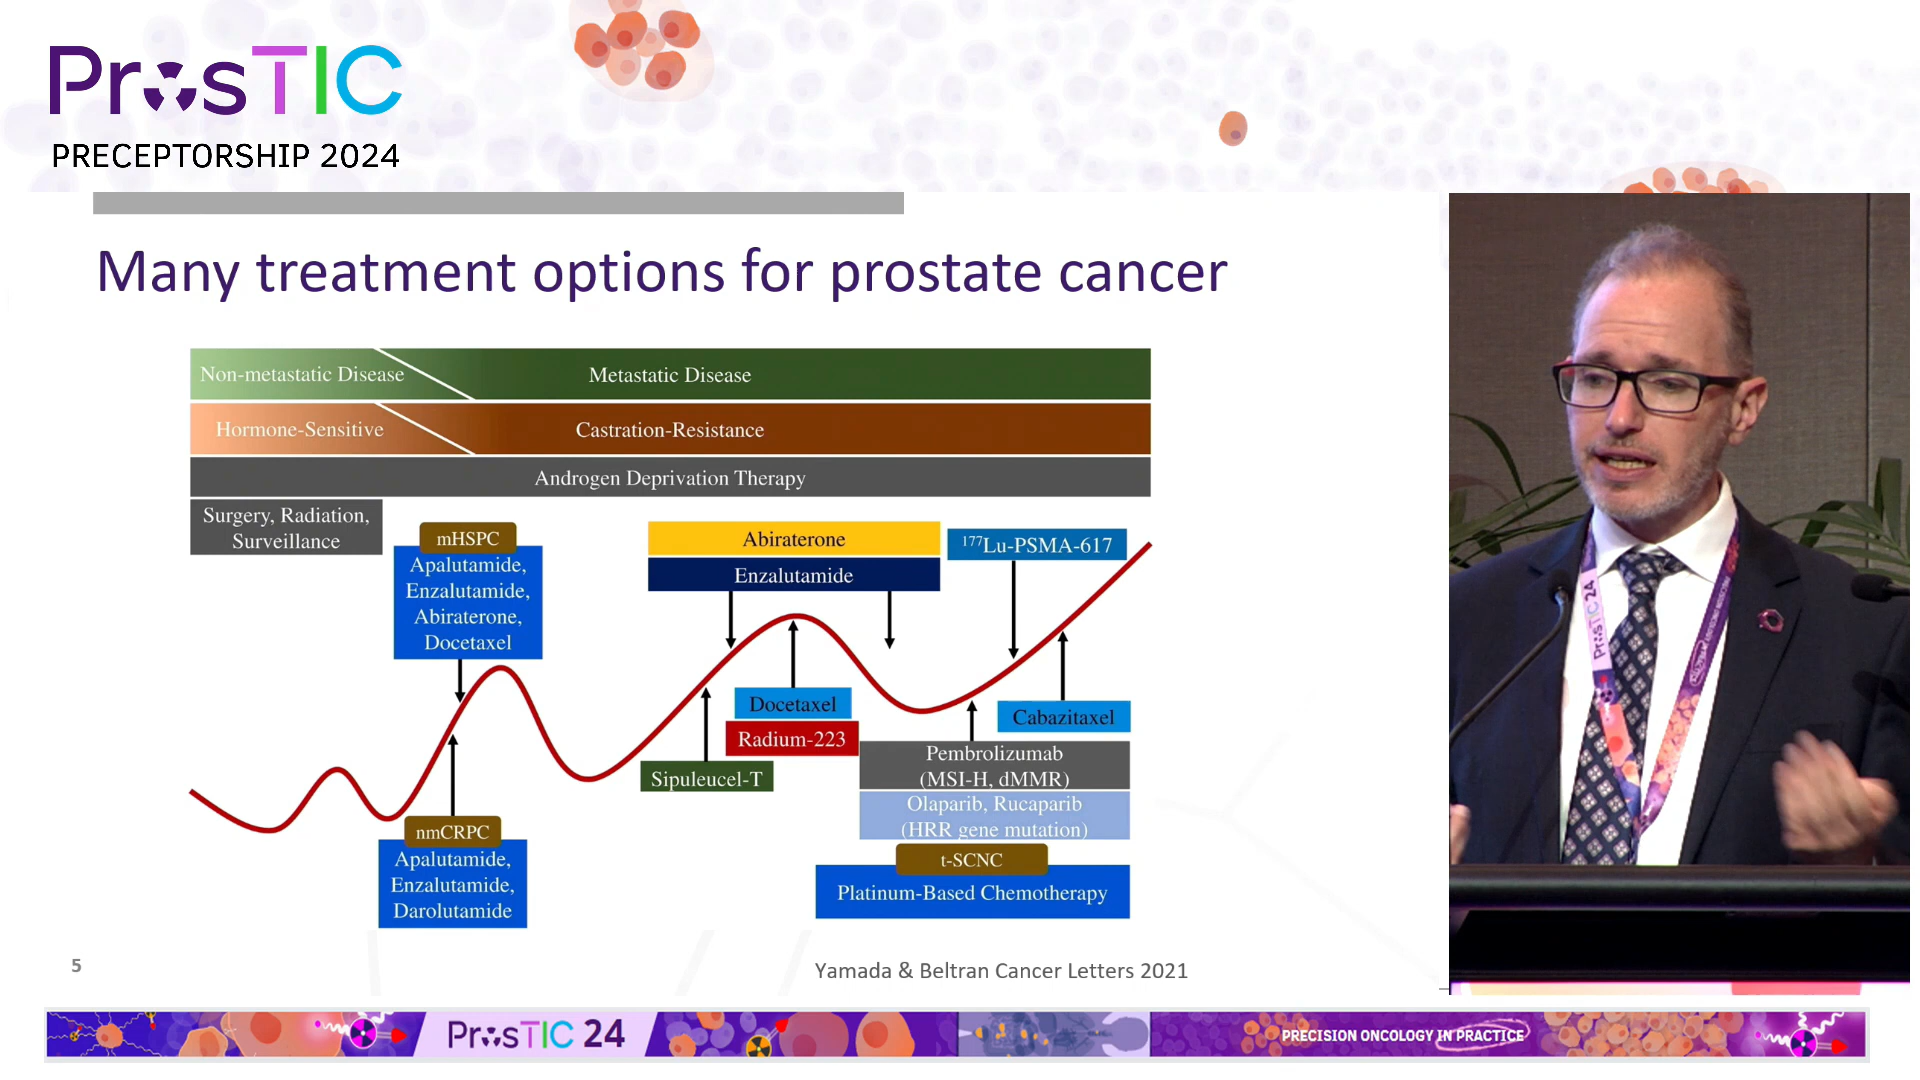 ProsTIC
PRECEPTORSHIP 2024
Many treatment options for prostate cancer
Non-metastatic Disease
Metastatic Disease
Hormone-Sensitive
Castration-Resistance
Androgen Deprivation Therapy
Surgery, Radiation,
Surveillance
mHSPC
Apalutamide,
Enzalutamide,
Abiraterone,
Docetaxel
Abiraterone
Enzalutamide
¹⁷⁷Lu-PSMA-617
Docetaxel
Radium-223
Sipuleucel-T
Cabazitaxel
Pembrolizumab
(MSI-H, dMMR)
Olaparib, Rucaparib
(HRR gene mutation)
t-SCNC
Platinum-Based Chemotherapy
nmCRPC
Apalutamide,
Enzalutamide,
Darolutamide
5
Yamada & Beltran Cancer Letters 2021
ProsTIC 24
ProsTIC 24
PRECISION ONCOLOGY IN PRACTICE